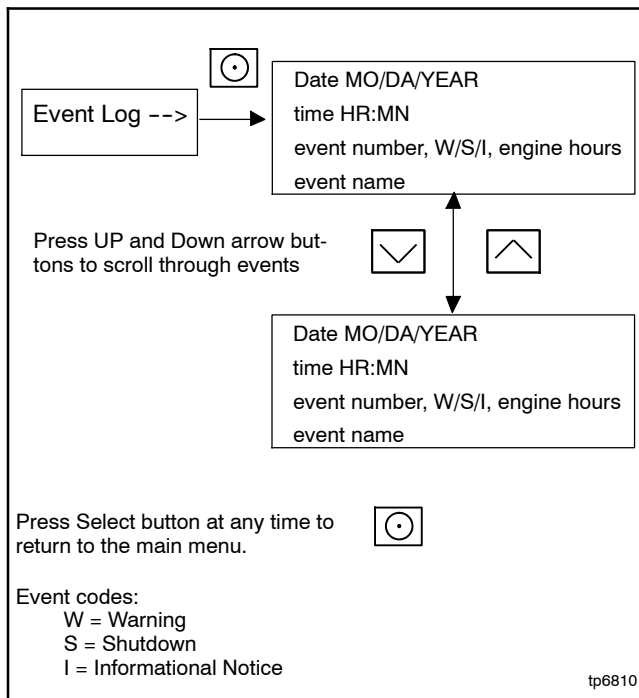 Date MO/DA/YEAR
Event Log -->
time HR:MN
event number, W/S/I, engine hours
event name
Press UP and Down arrow but-
tons to scroll through events
Date MO/DA/YEAR
time HR:MN
event number, W/S/I, engine hours
event name
Press Select button at any time to
return to the main menu.
Event codes:
W = Warning
S = Shutdown
I = Informational Notice
tp6810